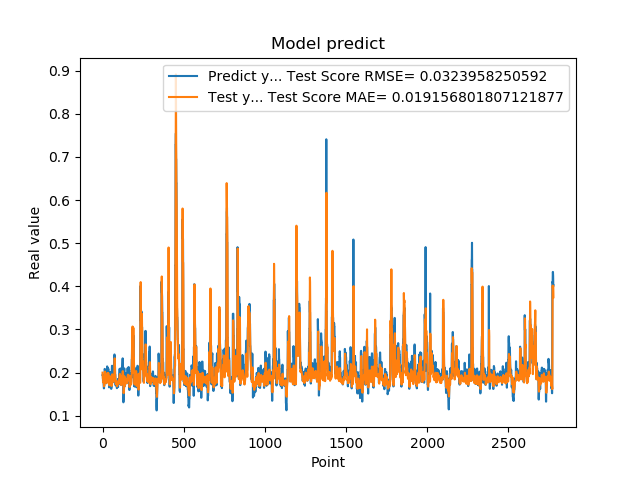 Model predict
Predict y... Test Score RMSE= 0.0323958250592
Test y... Test Score MAE= 0.019156801807121877
0.9
0.8
0.7
0.6
0.5
0.4
0.3
0.2
0.1
Real value
0 500 1000 1500 2000 2500
Point